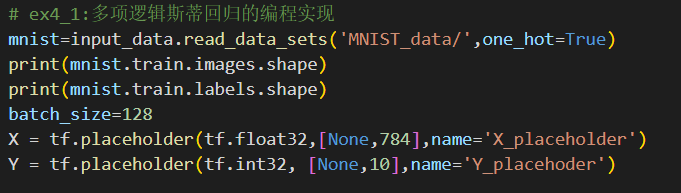 # ex4_1:多项逻辑斯蒂回归的编程实现
mnist=input_data.read_data_sets('MNIST_data/',one_hot=True)
print(mnist.train.images.shape)
print(mnist.train.labels.shape)
batch_size=128
X = tf.placeholder(tf.float32,[None,784],name='X_placeholder')
Y = tf.placeholder(tf.int32, [None,10],name='Y_placehoder')